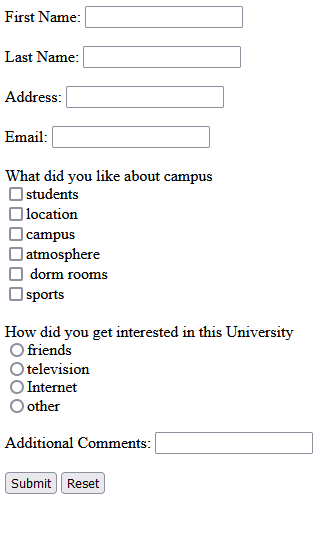 First Name:
Last Name:
Address:
Email:
What did you like about campus
students
location
campus
atmosphere
dorm rooms
sports
How did you get interested in this University
friends
television
Internet
other
Additional Comments:
Submit Reset